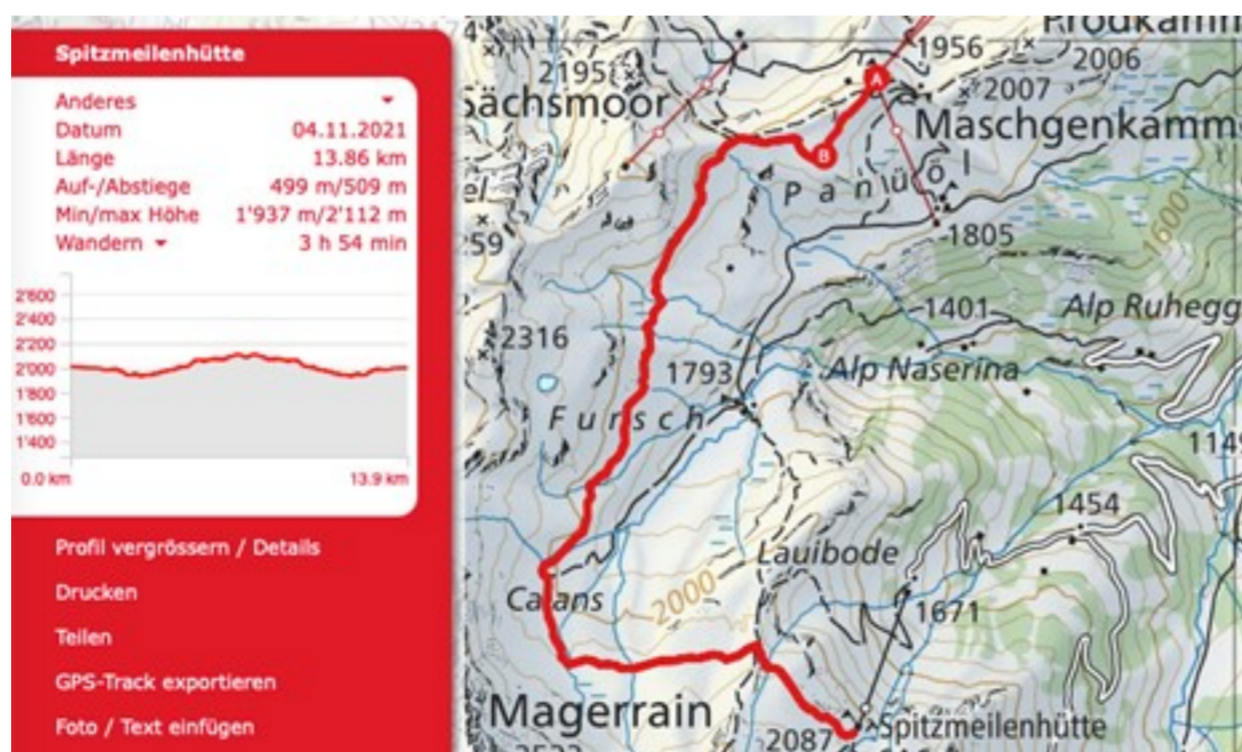 Spitzmeilenhütte
Anderes
Datum 04.11.2021
Länge 13.86 km
Auf-/Abstiege 499 m/509 m
Min/max Höhe 1'937 m/2'112 m
Wandern 3 h 54 min
2'600
2'400
2'200
2'000
1'800
1'600
1'400
0.0 km 13.9 km
Profil vergrössern / Details
Drucken
Teilen
GPS-Track exportieren
Foto / Text einfügen
Prodkamm
1956
2006
2195
A
2007
ächsmoor
Maschgenkamm
B
Panüöl
1600
el
259
1805
1401
Alp Ruhegg
2316
1793
Alp Naserina
Fursch
1149
1454
Lauibode
2000
Calans
1671
Magerrain
2087
Spitzmeilenhütte